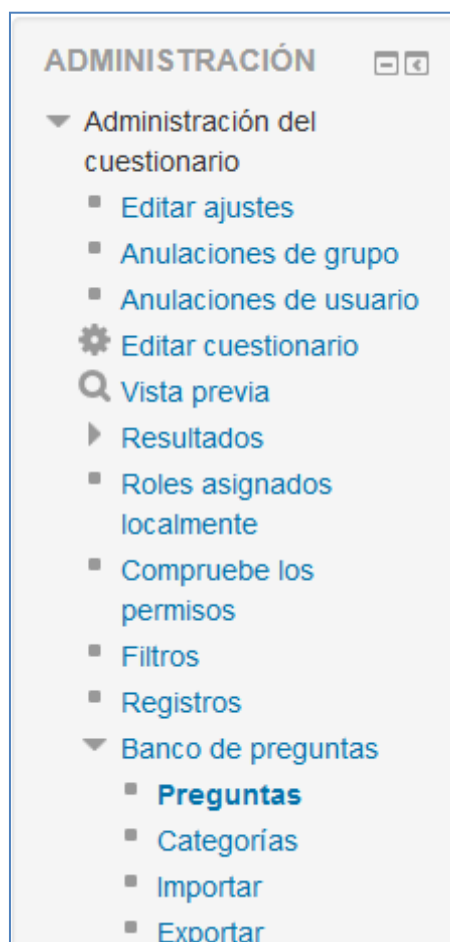 ADMINISTRACIÓN
Administración del
cuestionario
Editar ajustes
Anulaciones de grupo
Anulaciones de usuario
Editar cuestionario
Vista previa
Resultados
Roles asignados
localmente
Compruebe los
permisos
Filtros
Registros
Banco de preguntas
Preguntas
Categorías
Importar
Exportar